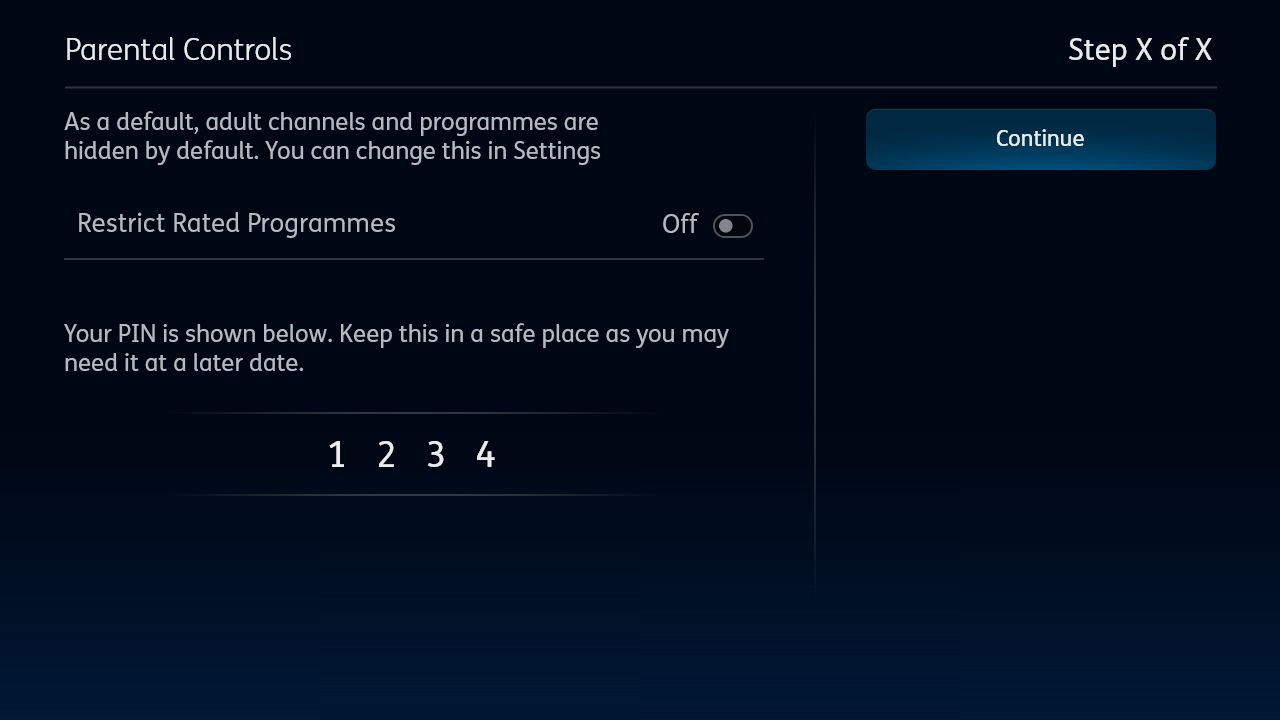 Parental Controls
Step X of X
As a default, adult channels and programmes are
hidden by default. You can change this in Settings
Continue
Restrict Rated Programmes
Off
Your PIN is shown below. Keep this in a safe place as you may
need it at a later date.
1 2 3 4